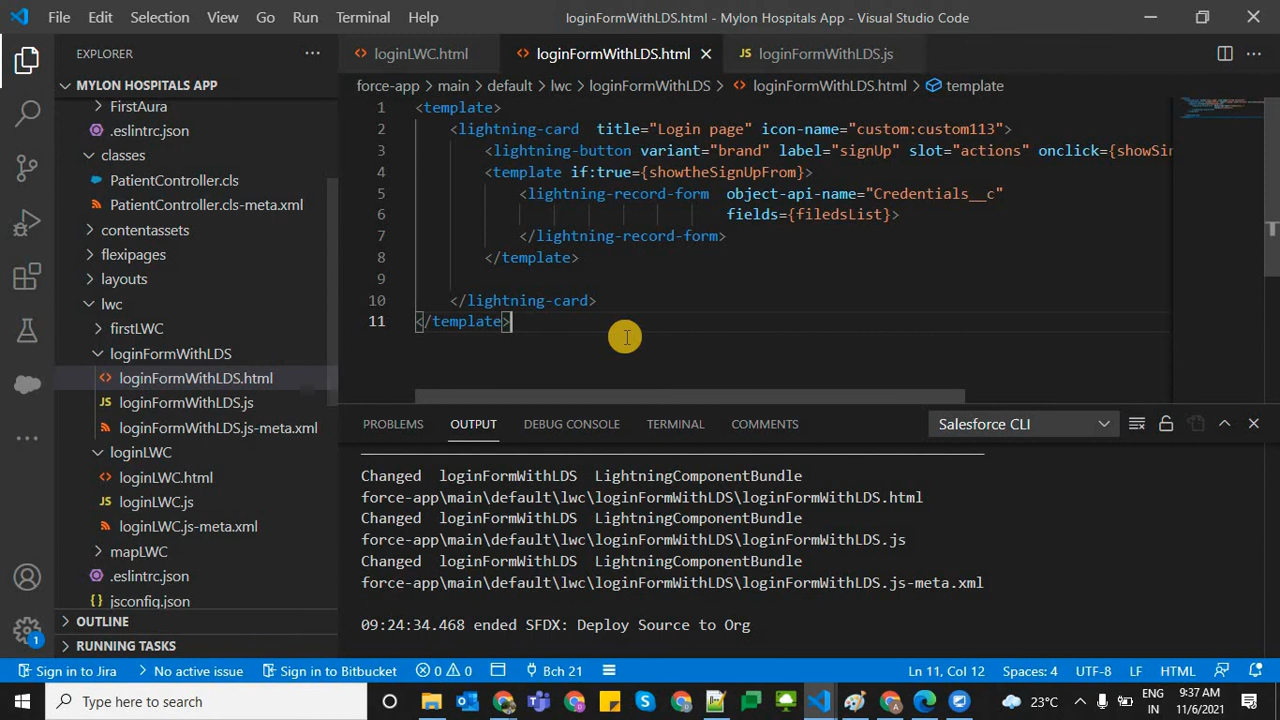 File Edit Selection View Go Run Terminal Help loginFormWithLDS.html - Mylon Hospitals App - Visual Studio Code
EXPLORER
MYLON HOSPITALS APP
FirstAura
.eslintrc.json
classes
PatientController.cls
PatientController.cls-meta.xml
contentassets
flexipages
layouts
lwc
firstLWC
loginFormWithLDS
loginFormWithLDS.html
loginFormWithLDS.js
loginFormWithLDS.js-meta.xml
loginLWC
loginLWC.html
loginLWC.js
loginLWC.js-meta.xml
mapLWC
.eslintrc.json
jsconfig.json
OUTLINE
RUNNING TASKS
loginLWC.html loginFormWithLDS.html JS loginFormWithLDS.js
force-app > main > default > lwc > loginFormWithLDS > loginFormWithLDS.html > template
1 <template>
2 <lightning-card title="Login page" icon-name="custom:custom113">
3 <lightning-button variant="brand" label="signUp" slot="actions" onclick={showSi
4 <template if:true={showtheSignUpFrom}>
5 <lightning-record-form object-api-name="Credentials__c"
6 fields={filedsList}>
7 </lightning-record-form>
8 </template>
9
10 </lightning-card>
11 </template>
PROBLEMS OUTPUT DEBUG CONSOLE TERMINAL COMMENTS Salesforce CLI
Changed loginFormWithLDS LightningComponentBundle
force-app\main\default\lwc\loginFormWithLDS\loginFormWithLDS.html
Changed loginFormWithLDS LightningComponentBundle
force-app\main\default\lwc\loginFormWithLDS\loginFormWithLDS.js
Changed loginFormWithLDS LightningComponentBundle
force-app\main\default\lwc\loginFormWithLDS\loginFormWithLDS.js-meta.xml
09:24:34.468 ended SFDX: Deploy Source to Org
1 Sign in to Jira No active issue Sign in to Bitbucket 0 0 Bch 21 Ln 11, Col 12 Spaces: 4 UTF-8 LF HTML
Type here to search 23°C ENG IN 9:37 AM 11/6/2021